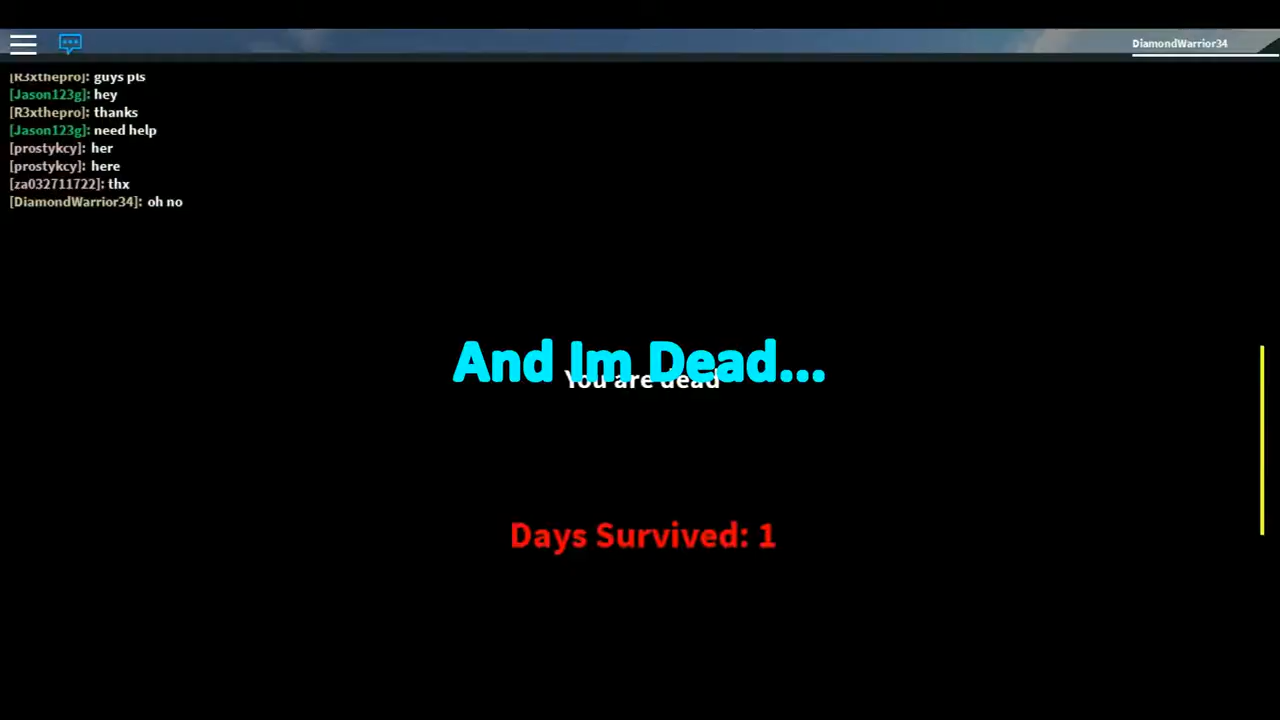 DiamondWarrior34
[R3xthepro]: guys pls
[Jason123g]: hey
[R3xthepro]: thanks
[Jason123g]: need help
[prostykcy]: her
[prostykcy]: here
[za032711722]: thx
[DiamondWarrior34]: oh no
And Im Dead...
You are dead
Days Survived: 1